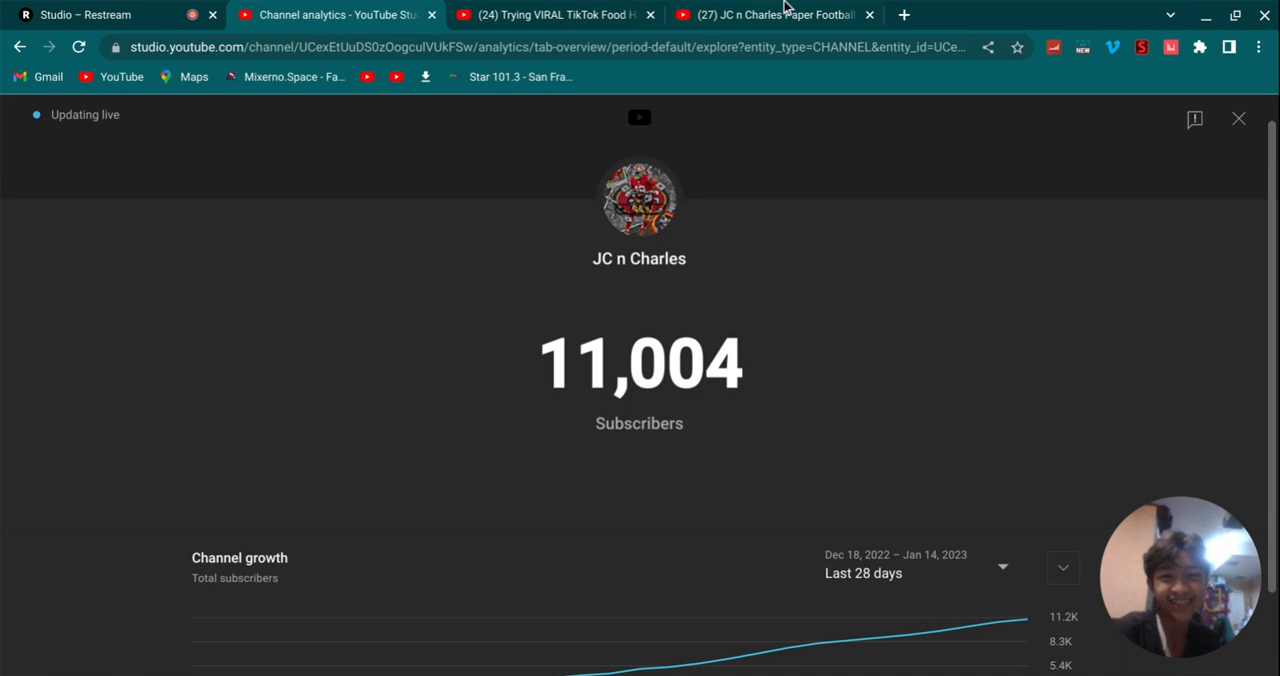 Studio – Restream
Channel analytics - YouTube Stu
(24) Trying VIRAL TikTok Food H
(27) JC n Charles Paper Football
studio.youtube.com/channel/UCexEtUuDS0zOogculVUkFSw/analytics/tab-overview/period-default/explore?entity_type=CHANNEL&entity_id=UCe...
NEW
Gmail
YouTube
Maps
Mixerno.Space - Fa...
Star 101.3 - San Fra...
Updating live
JC n Charles
11,004
Subscribers
Channel growth
Total subscribers
Dec 18, 2022 – Jan 14, 2023
Last 28 days
11.2K
8.3K
5.4K